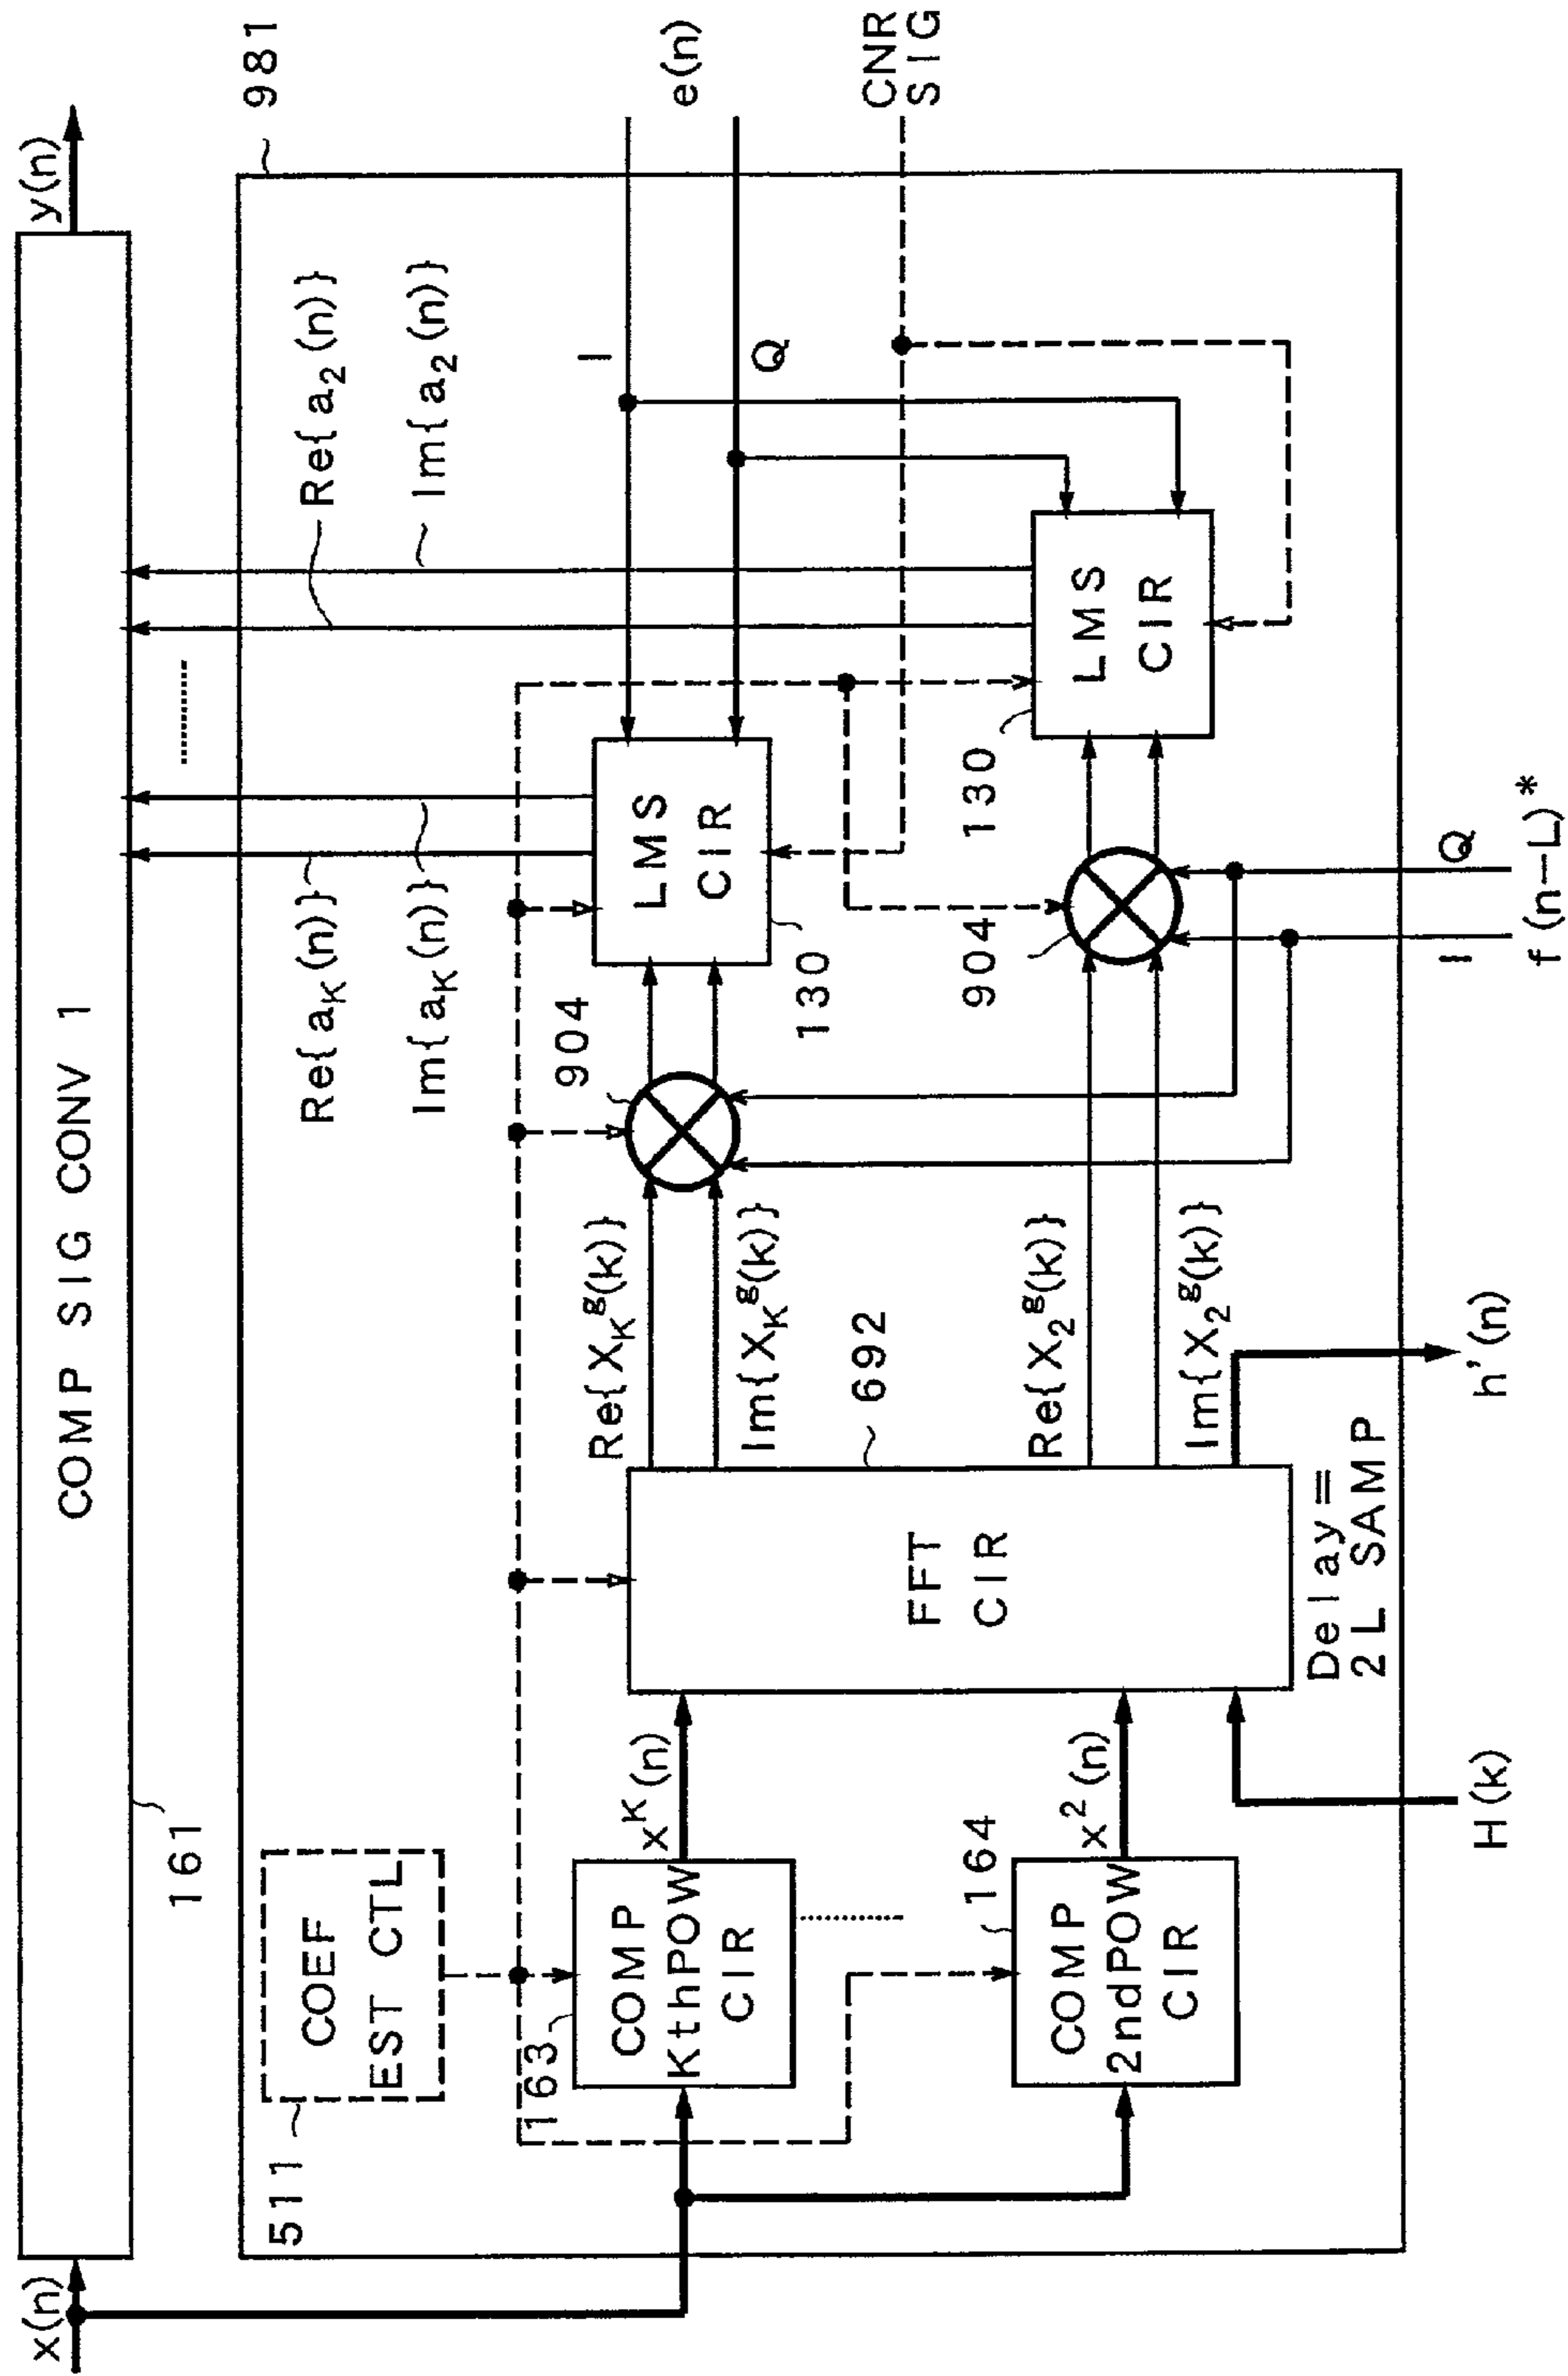 x(n)
COMP SIG CONV 1
y(n)
161
981
511
COEF
EST CTL
Re{aK(n)}
Im{aK(n)}
Re{a2(n)}
Im{a2(n)}
163
COMP
KthPOW
CIR
xK(n)
164
COMP
2ndPOW
CIR
x2(n)
H(k)
FFT
CIR
692
Delay=
2L SAMP
h'(n)
Re{XKg(k)}
Im{XKg(k)}
Re{X2g(k)}
Im{X2g(k)}
904
LMS
CIR
130
904
LMS
CIR
130
I
Q
f(n-L)*
I
Q
e(n)
CNR
SIG